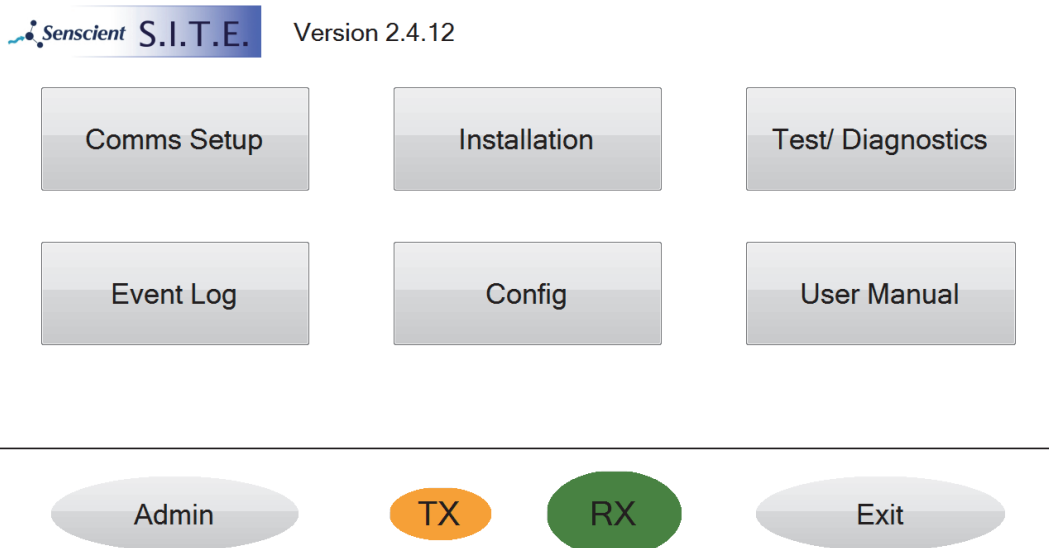 Senscient S.I.T.E. Version 2.4.12
Comms Setup Installation Test/ Diagnostics
Event Log Config User Manual
Admin TX RX Exit